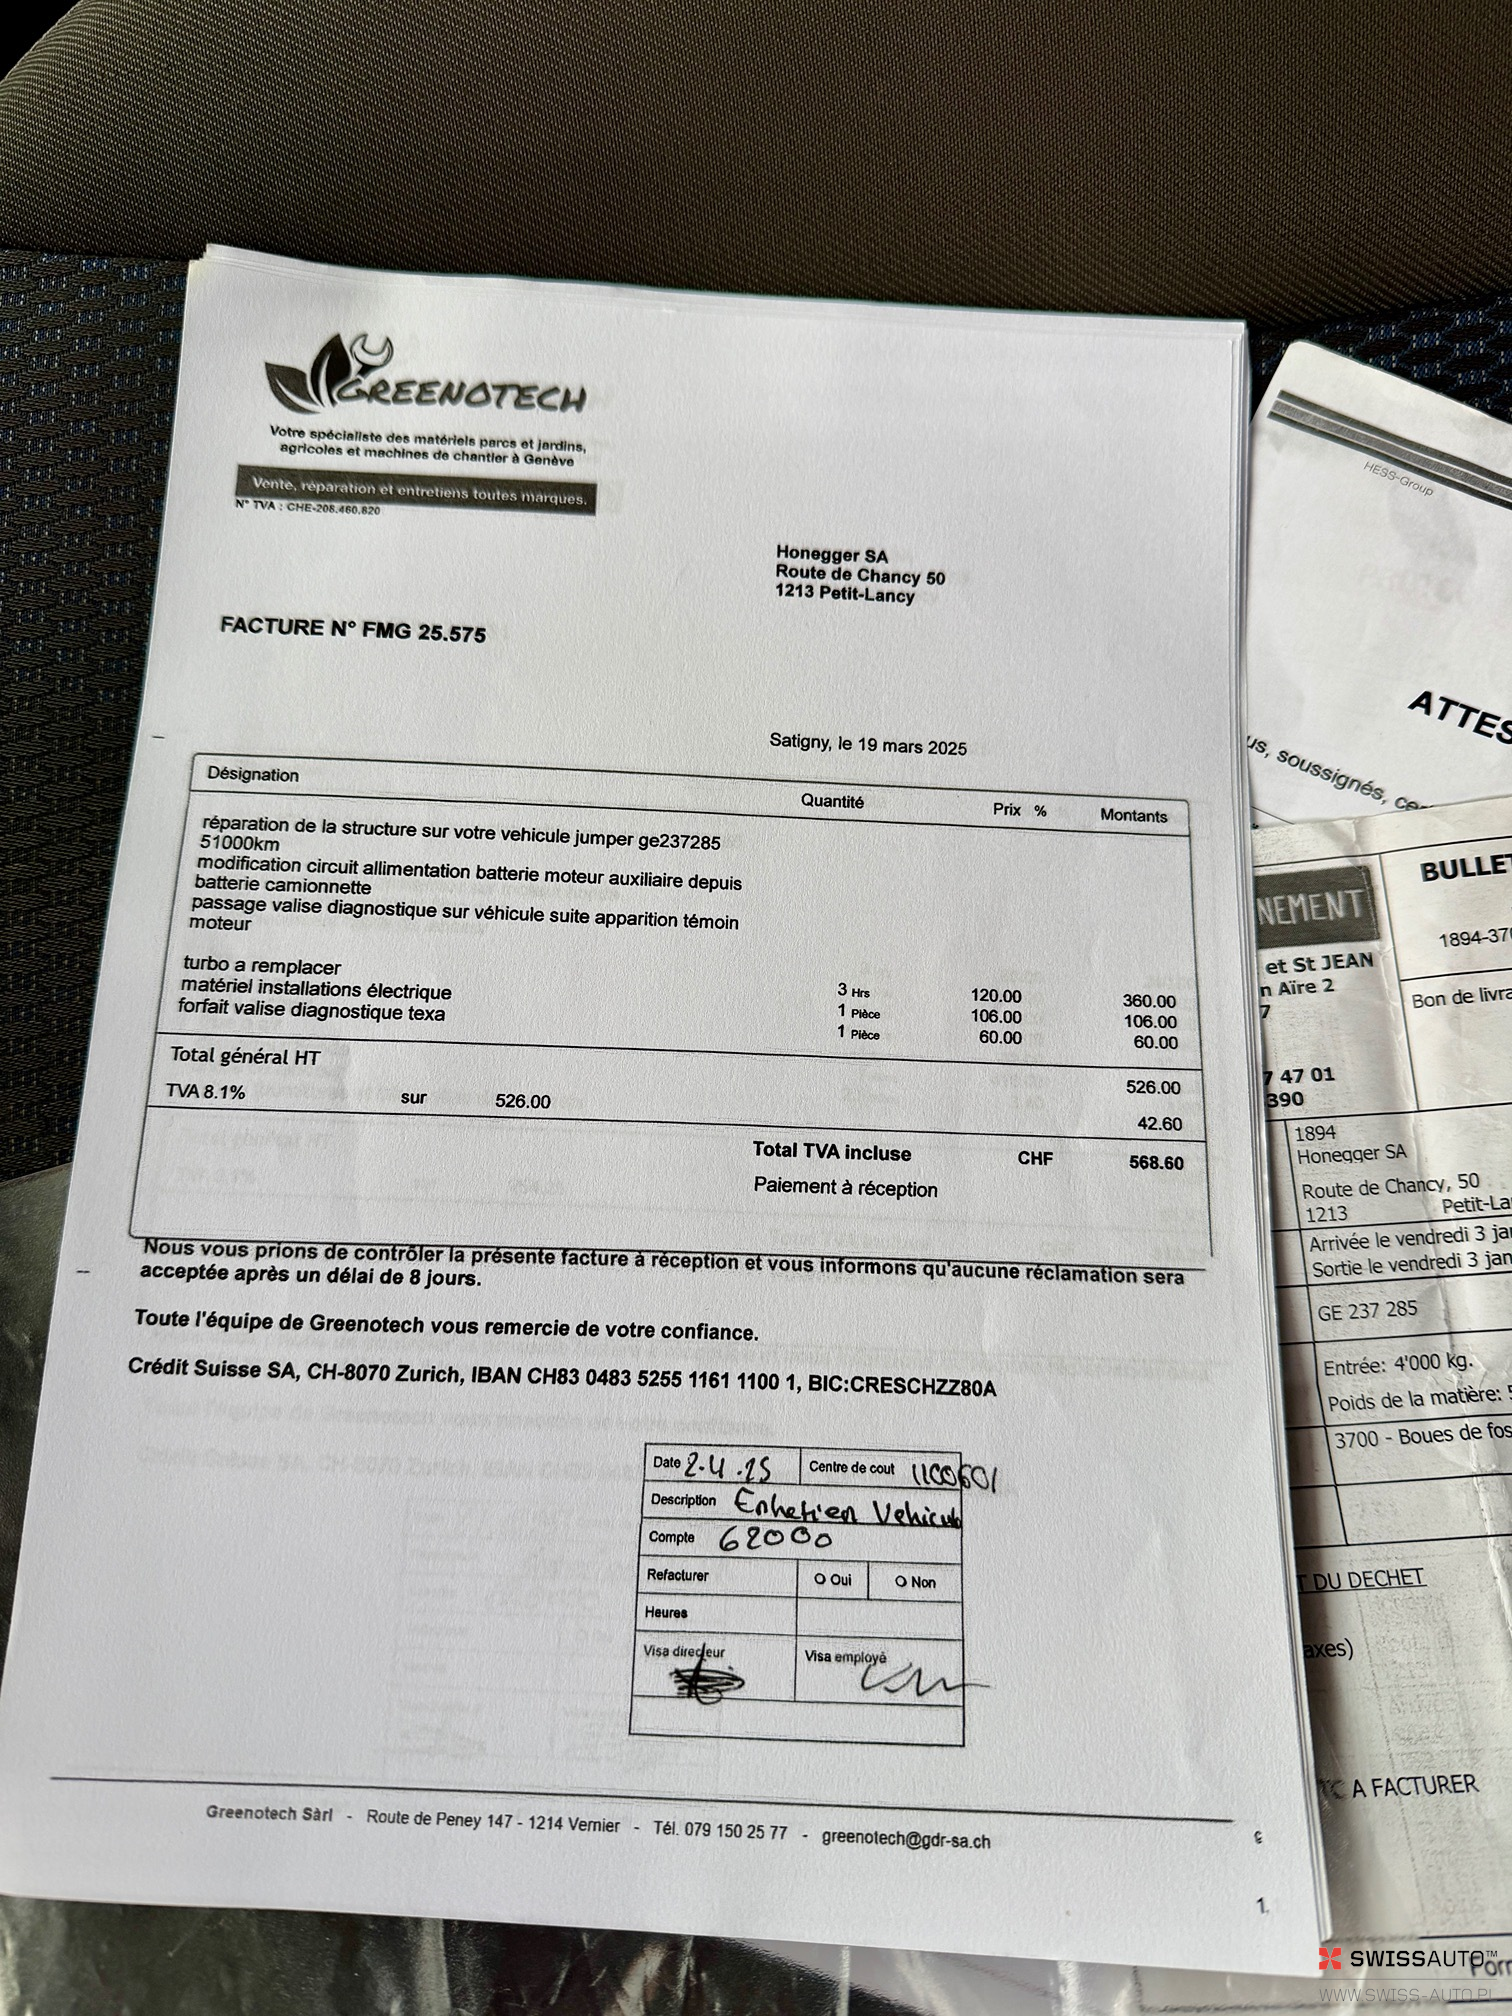 GREENOTECH
Votre spécialiste des matériels parcs et jardins,
agricoles et machines de chantier à Genève
Vente, réparation et entretiens toutes marques.
N° TVA : CHE-208.460.820
Honegger SA
Route de Chancy 50
1213 Petit-Lancy
FACTURE N° FMG 25.575
Satigny, le 19 mars 2025
Désignation Quantité Prix % Montants
réparation de la structure sur votre vehicule jumper ge237285
51000km
modification circuit allimentation batterie moteur auxiliaire depuis
batterie camionnette
passage valise diagnostique sur véhicule suite apparition témoin
moteur
turbo a remplacer 3 Hrs 120.00 360.00
matériel installations électrique 1 Pièce 106.00 106.00
forfait valise diagnostique texa 1 Pièce 60.00 60.00
Total général HT 526.00
TVA 8.1% sur 526.00 42.60
Total TVA incluse CHF 568.60
Paiement à réception
Nous vous prions de contrôler la présente facture à réception et vous informons qu'aucune réclamation sera
acceptée après un délai de 8 jours.
Toute l'équipe de Greenotech vous remercie de votre confiance.
Crédit Suisse SA, CH-8070 Zurich, IBAN CH83 0483 5255 1161 1100 1, BIC:CRESCHZZ80A
Date 2.4.25 Centre de cout 1100601
Description Entretien Vehicule
Compte 62000
Refacturer O Oui O Non
Heures
Visa directeur Visa employé
Greenotech Sàrl - Route de Peney 147 - 1214 Vernier - Tél. 079 150 25 77 - greenotech@gdr-sa.ch
1.
HESS-Group
ATTES
us, soussignés, ce
NEMENT
BULLET
1894-370
et St JEAN
n Aïre 2
7
Bon de livra
7 47 01
390
1894
Honegger SA
Route de Chancy, 50
1213 Petit-La
Arrivée le vendredi 3 ja
Sortie le vendredi 3 jan
GE 237 285
Entrée: 4'000 kg.
Poids de la matière:
3700 - Boues de fos
T DU DECHET
axes)
A FACTURER
SWISSAUTO™
WWW.SWISS-AUTO.PL